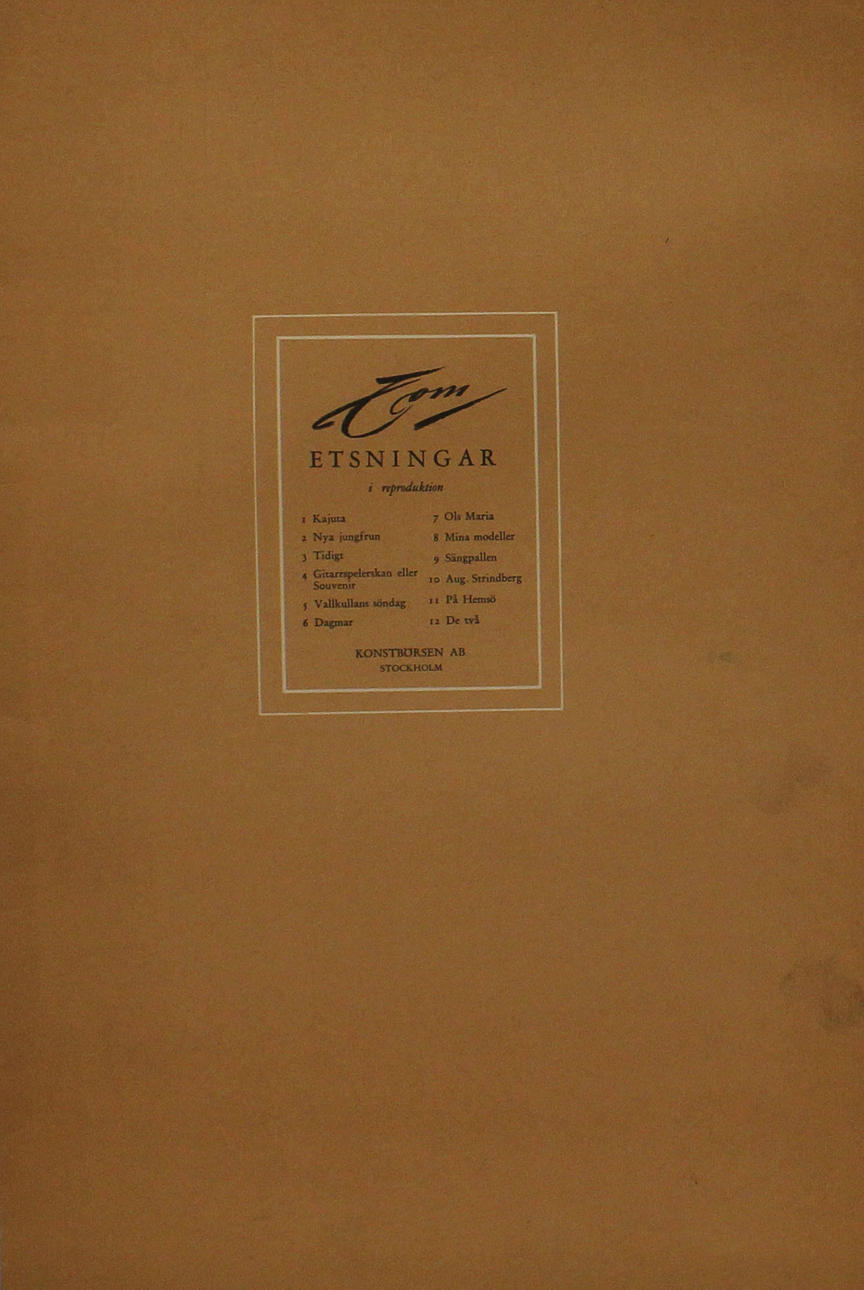 Zorn
ETSNINGAR
i reproduktion
1 Kajuta
2 Nya jungfrun
3 Tidigt
4 Gitarrspelerskan eller
Souvenir
5 Vallkullans söndag
6 Dagmar
7 Ols Maria
8 Mina modeller
9 Sängpallen
10 Aug. Strindberg
11 På Hemsö
12 De två
KONSTBÖRSEN AB
STOCKHOLM